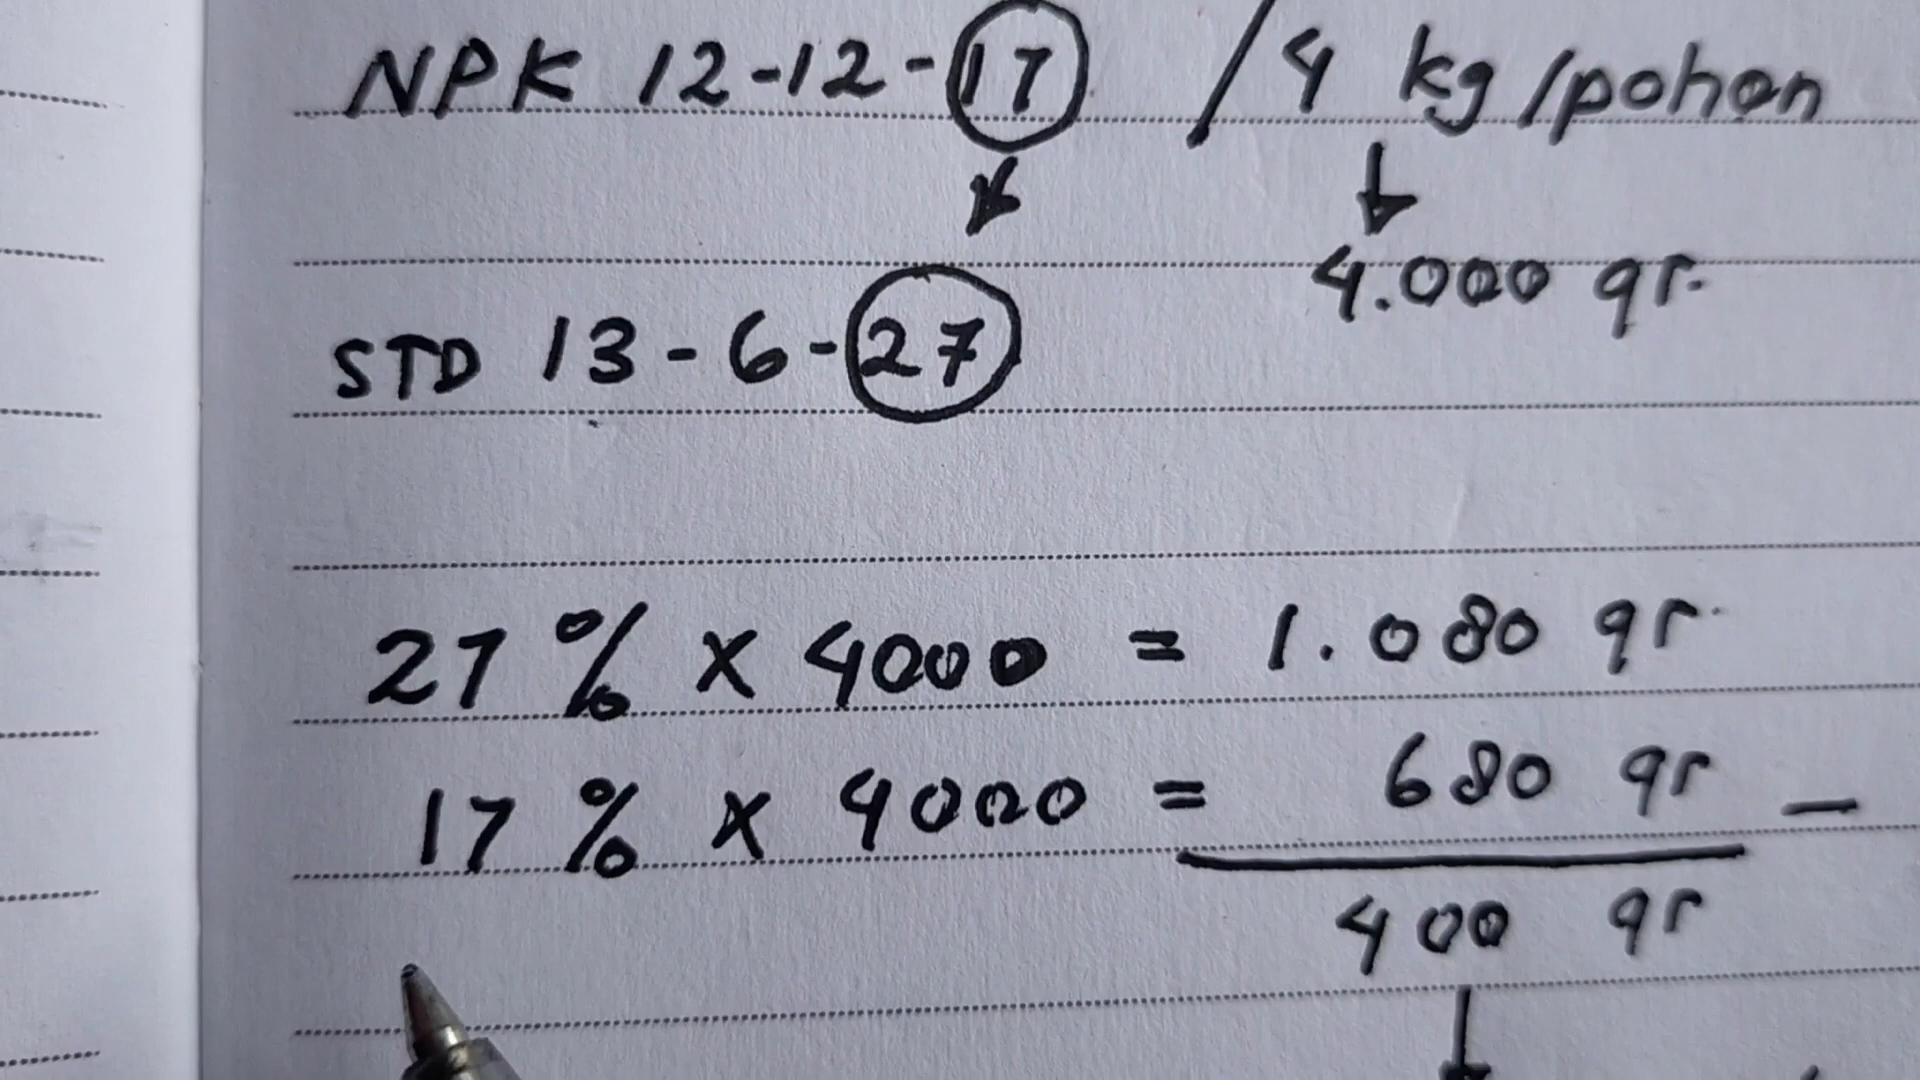 NPK 12-12-17 / 4 kg/pohon
4.000 gr.
STD 13-6-27
27 % x 4000 = 1.080 gr.
17 % x 4000 = 680 gr -
400 gr